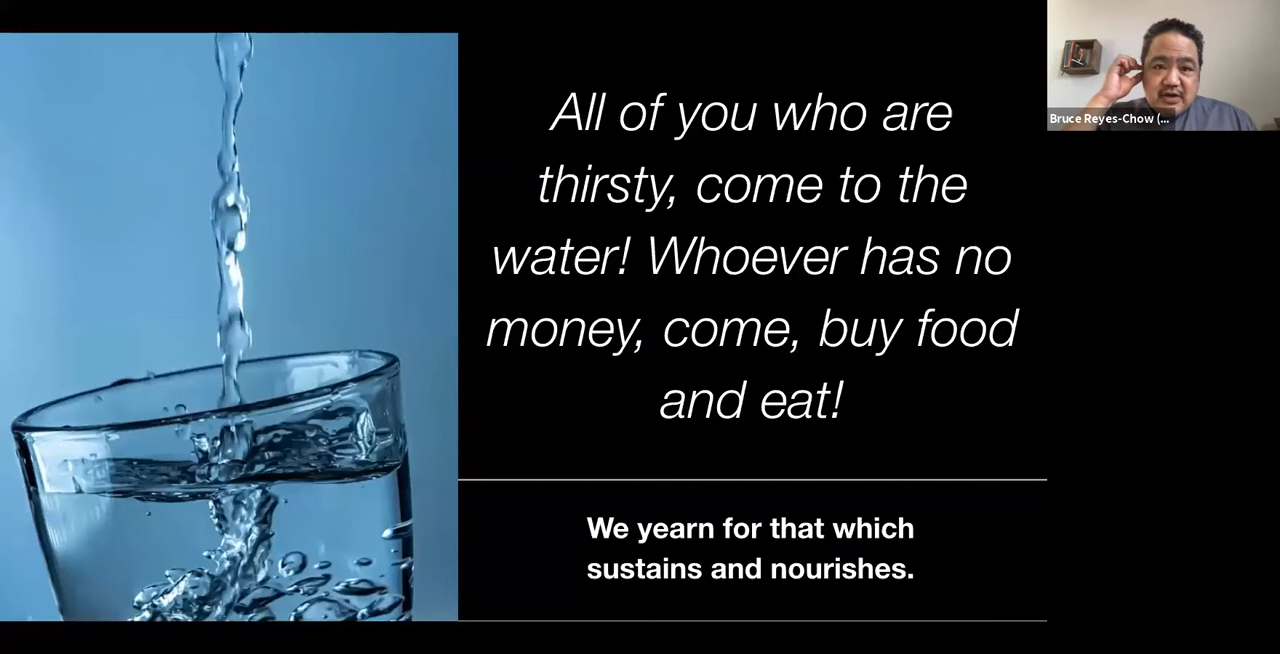 All of you who are
thirsty, come to the
water! Whoever has no
money, come, buy food
and eat!
We yearn for that which
sustains and nourishes.
Bruce Reyes-Chow (...